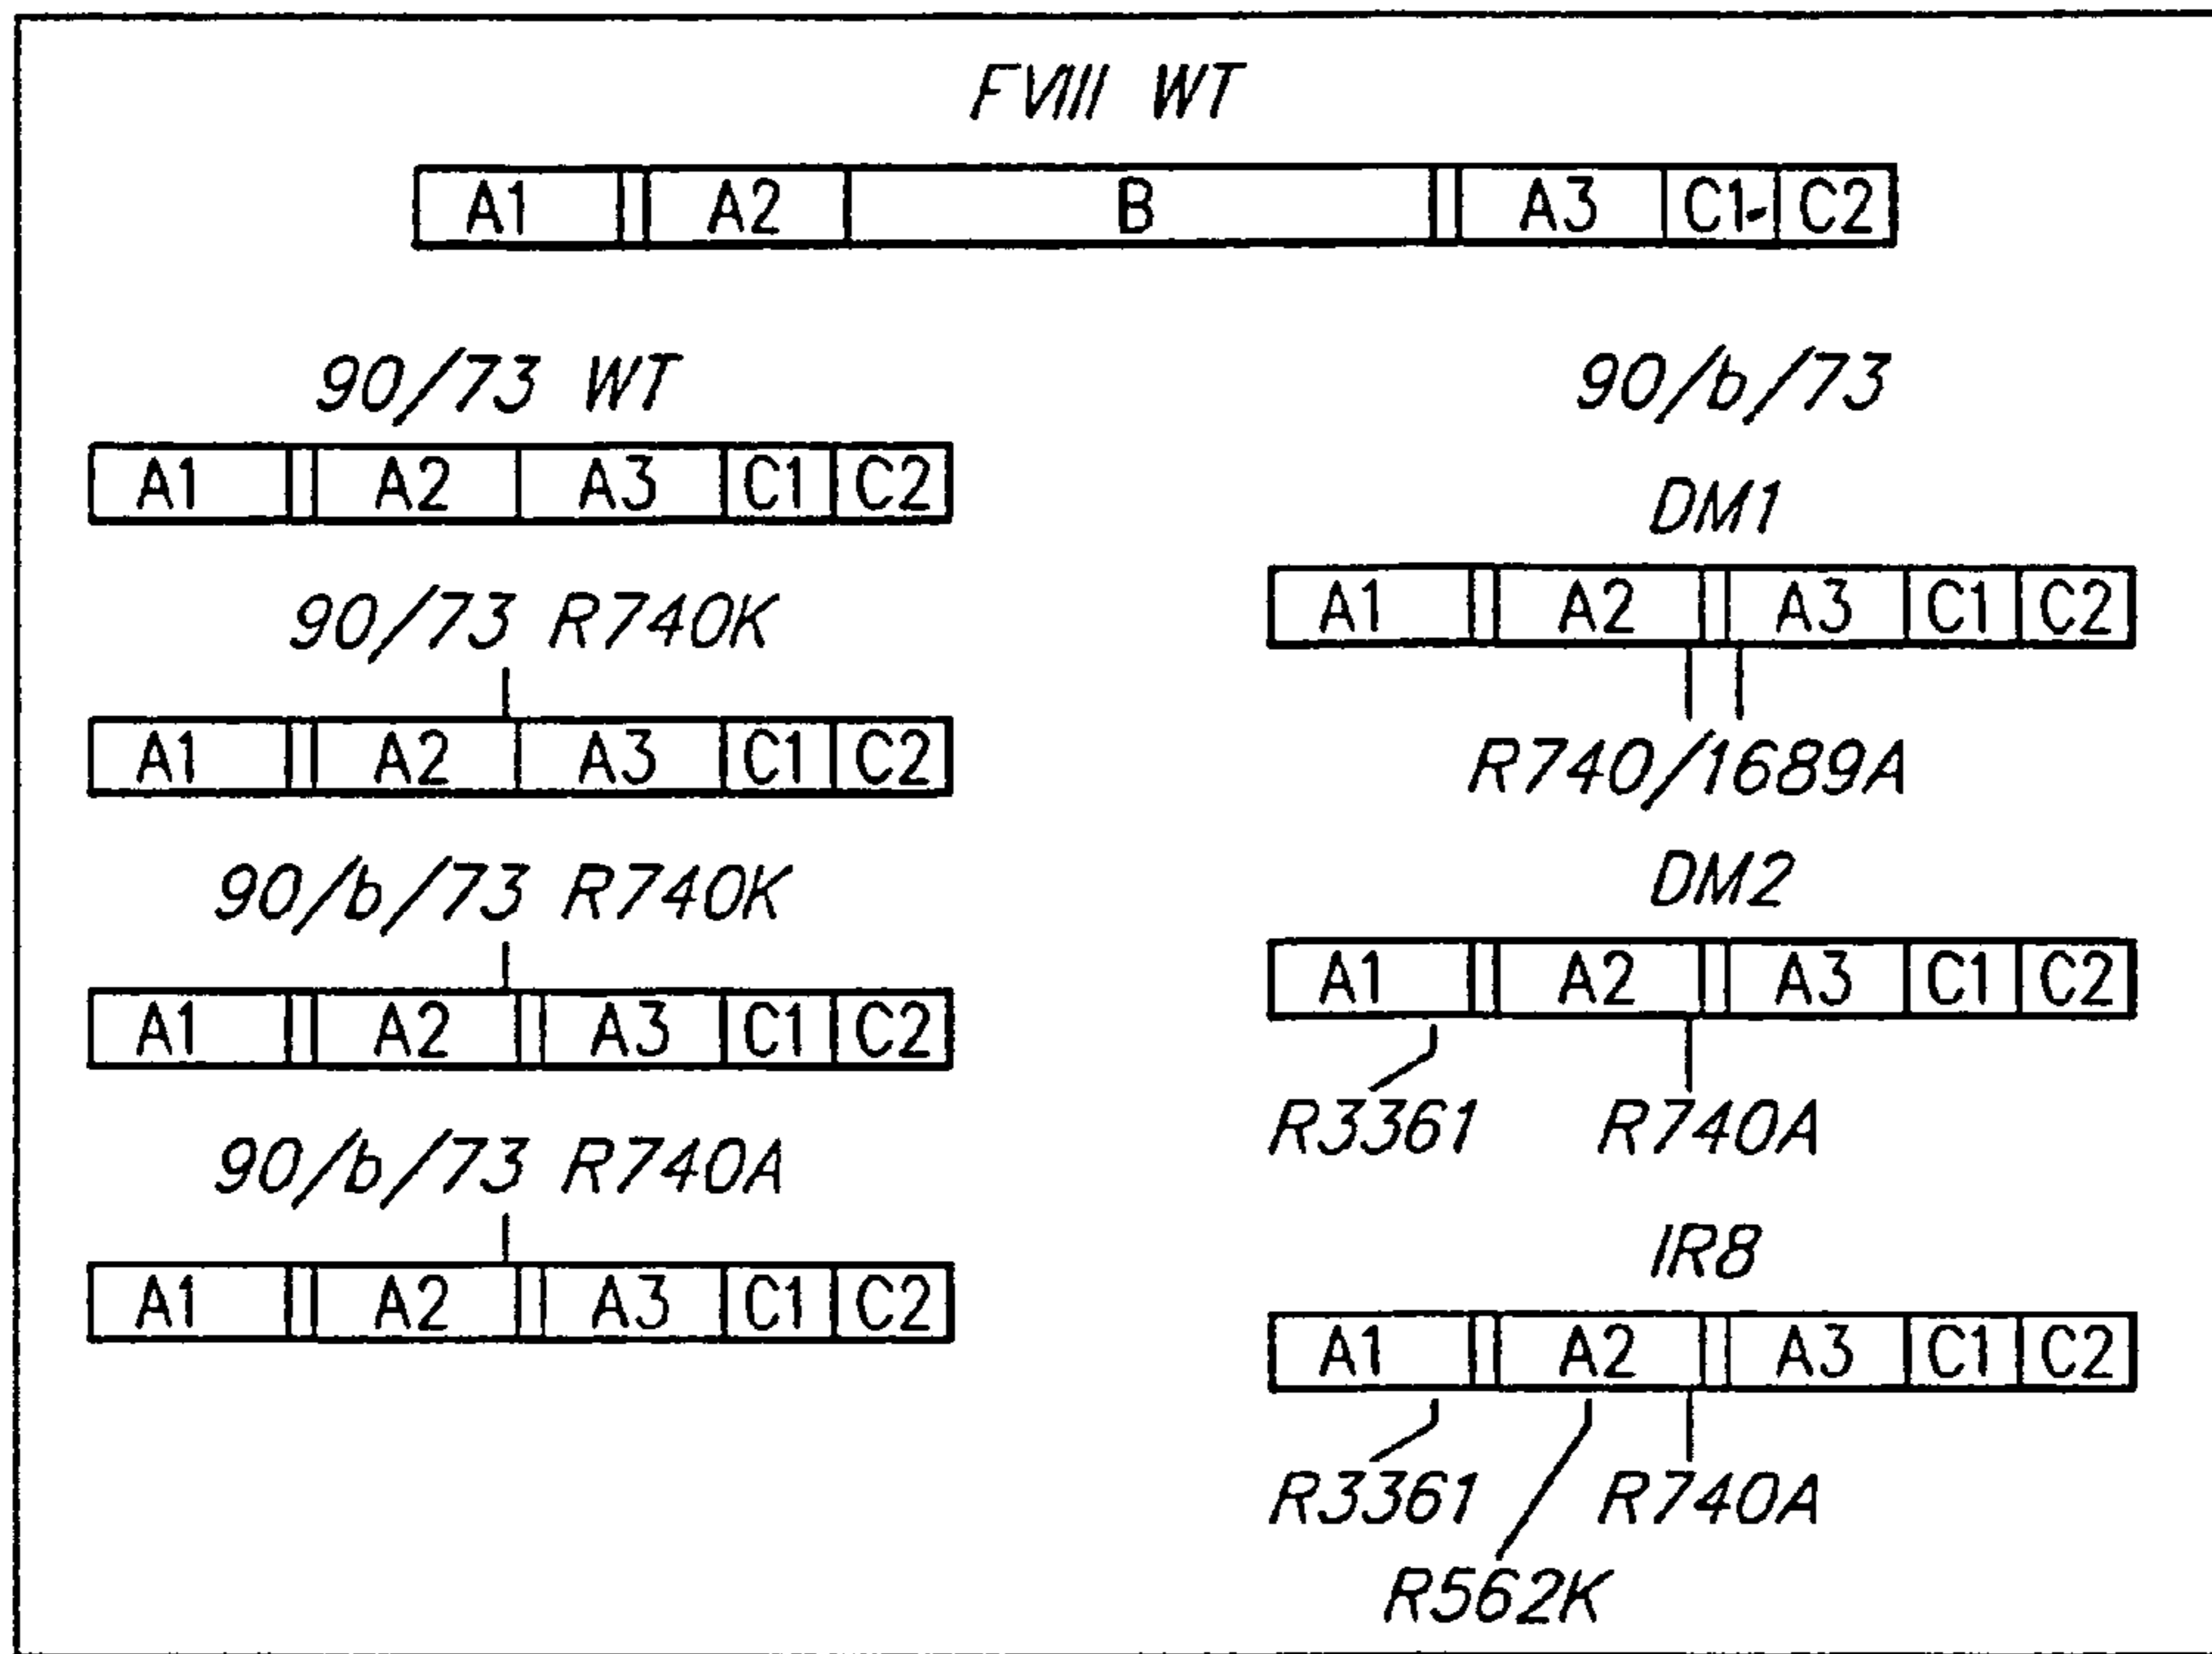 FVIII WT
A1 A2 B A3 C1 C2
90/73 WT
A1 A2 A3 C1 C2
90/73 R740K
A1 A2 A3 C1 C2
90/b/73 R740K
A1 A2 A3 C1 C2
90/b/73 R740A
A1 A2 A3 C1 C2
90/b/73
DM1
A1 A2 A3 C1 C2
R740/1689A
DM2
A1 A2 A3 C1 C2
R336I R740A
IR8
A1 A2 A3 C1 C2
R336I R740A
R562K